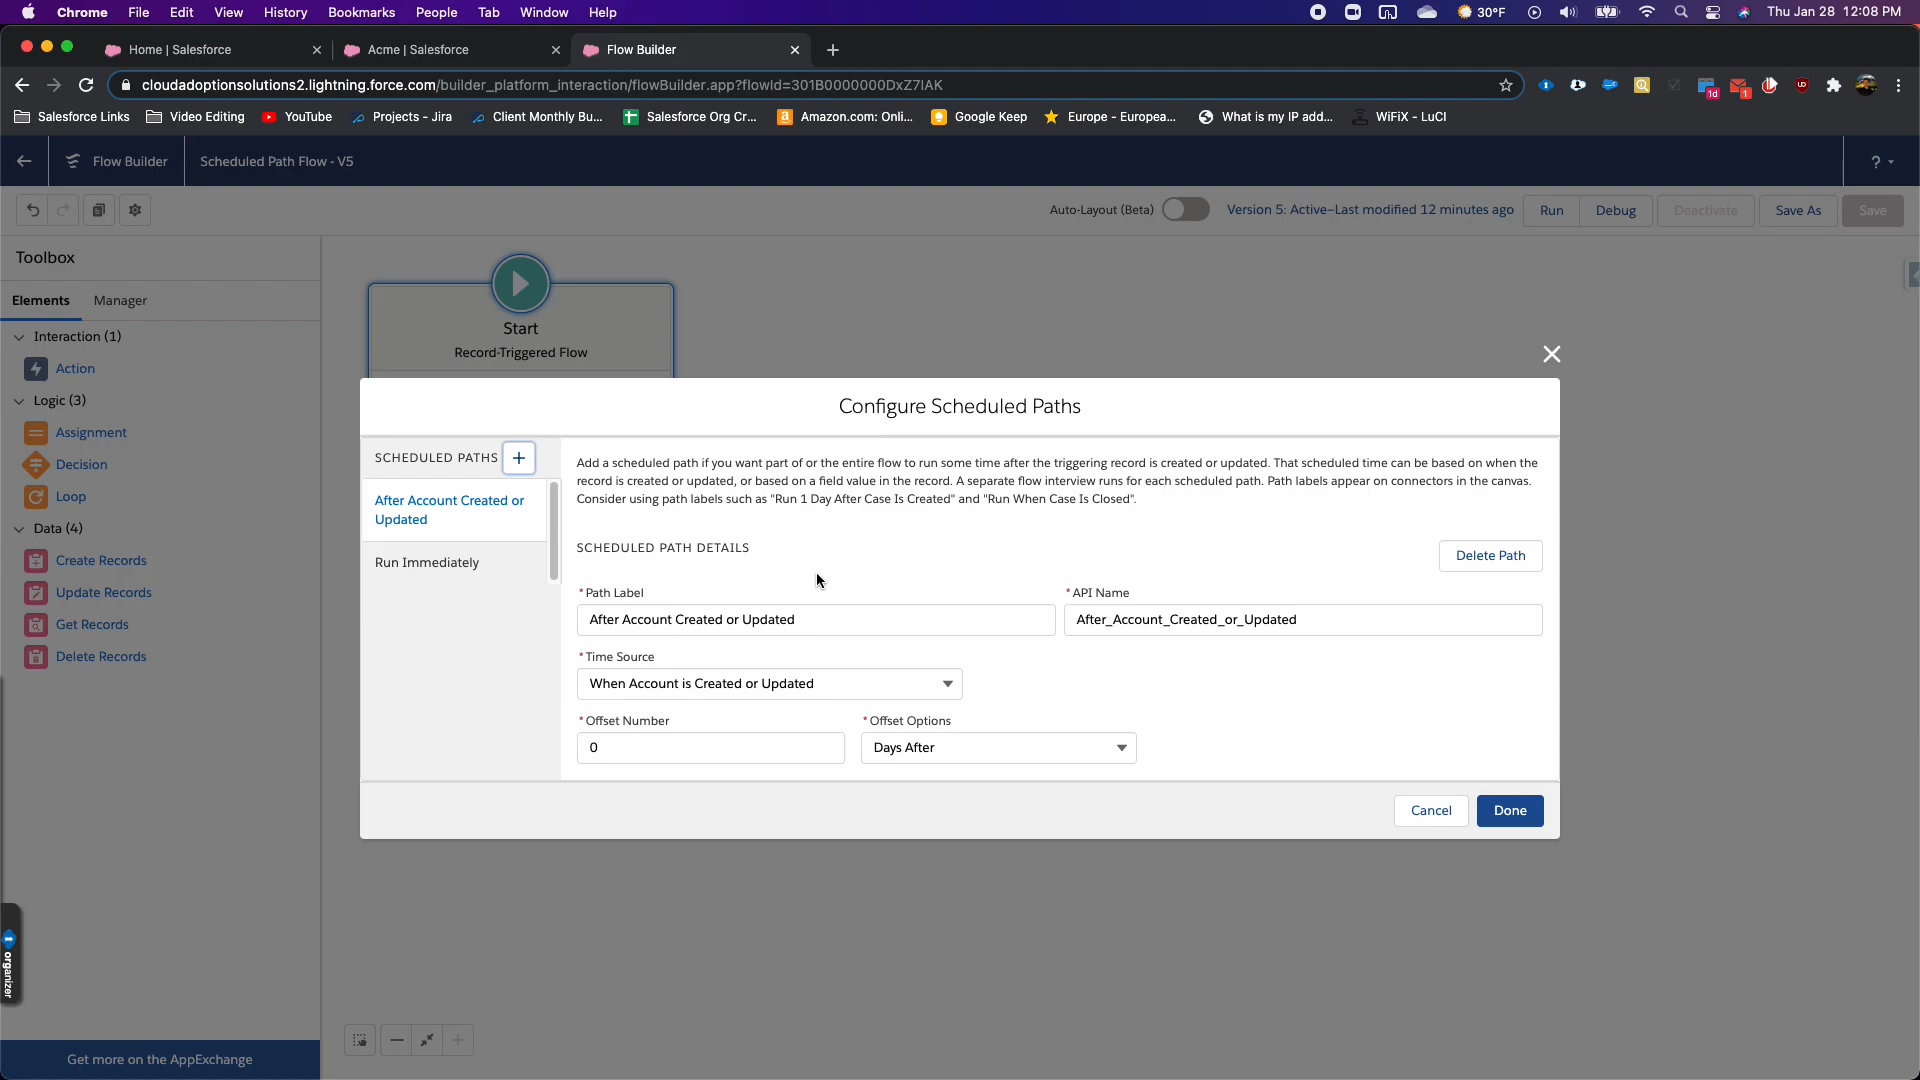 Chrome File Edit View History Bookmarks People Tab Window Help 30°F Thu Jan 28 12:08 PM
Home | Salesforce Acme | Salesforce Flow Builder
cloudadoptionsolutions2.lightning.force.com/builder_platform_interaction/flowBuilder.app?flowId=301B0000000DxZ7IAK 1d 1
Salesforce Links Video Editing YouTube Projects - Jira Client Monthly Bu... Salesforce Org Cr... Amazon.com: Onli... Google Keep Europe - Europea... What is my IP add... WiFiX - LuCI
Flow Builder Scheduled Path Flow - V5 ?
Auto-Layout (Beta) Version 5: Active–Last modified 12 minutes ago Run Debug Deactivate Save As Save
Toolbox
Elements Manager
Interaction (1)
Action
Logic (3)
Assignment
Decision
Loop
Data (4)
Create Records
Update Records
Get Records
Delete Records
Get more on the AppExchange
organizer
Start
Record-Triggered Flow
Configure Scheduled Paths
SCHEDULED PATHS
After Account Created or
Updated
Run Immediately
Add a scheduled path if you want part of or the entire flow to run some time after the triggering record is created or updated. That scheduled time can be based on when the
record is created or updated, or based on a field value in the record. A separate flow interview runs for each scheduled path. Path labels appear on connectors in the canvas.
Consider using path labels such as "Run 1 Day After Case Is Created" and "Run When Case Is Closed".
SCHEDULED PATH DETAILS
Delete Path
* Path Label * API Name
After Account Created or Updated After_Account_Created_or_Updated
* Time Source
When Account is Created or Updated
* Offset Number * Offset Options
0 Days After
Cancel Done